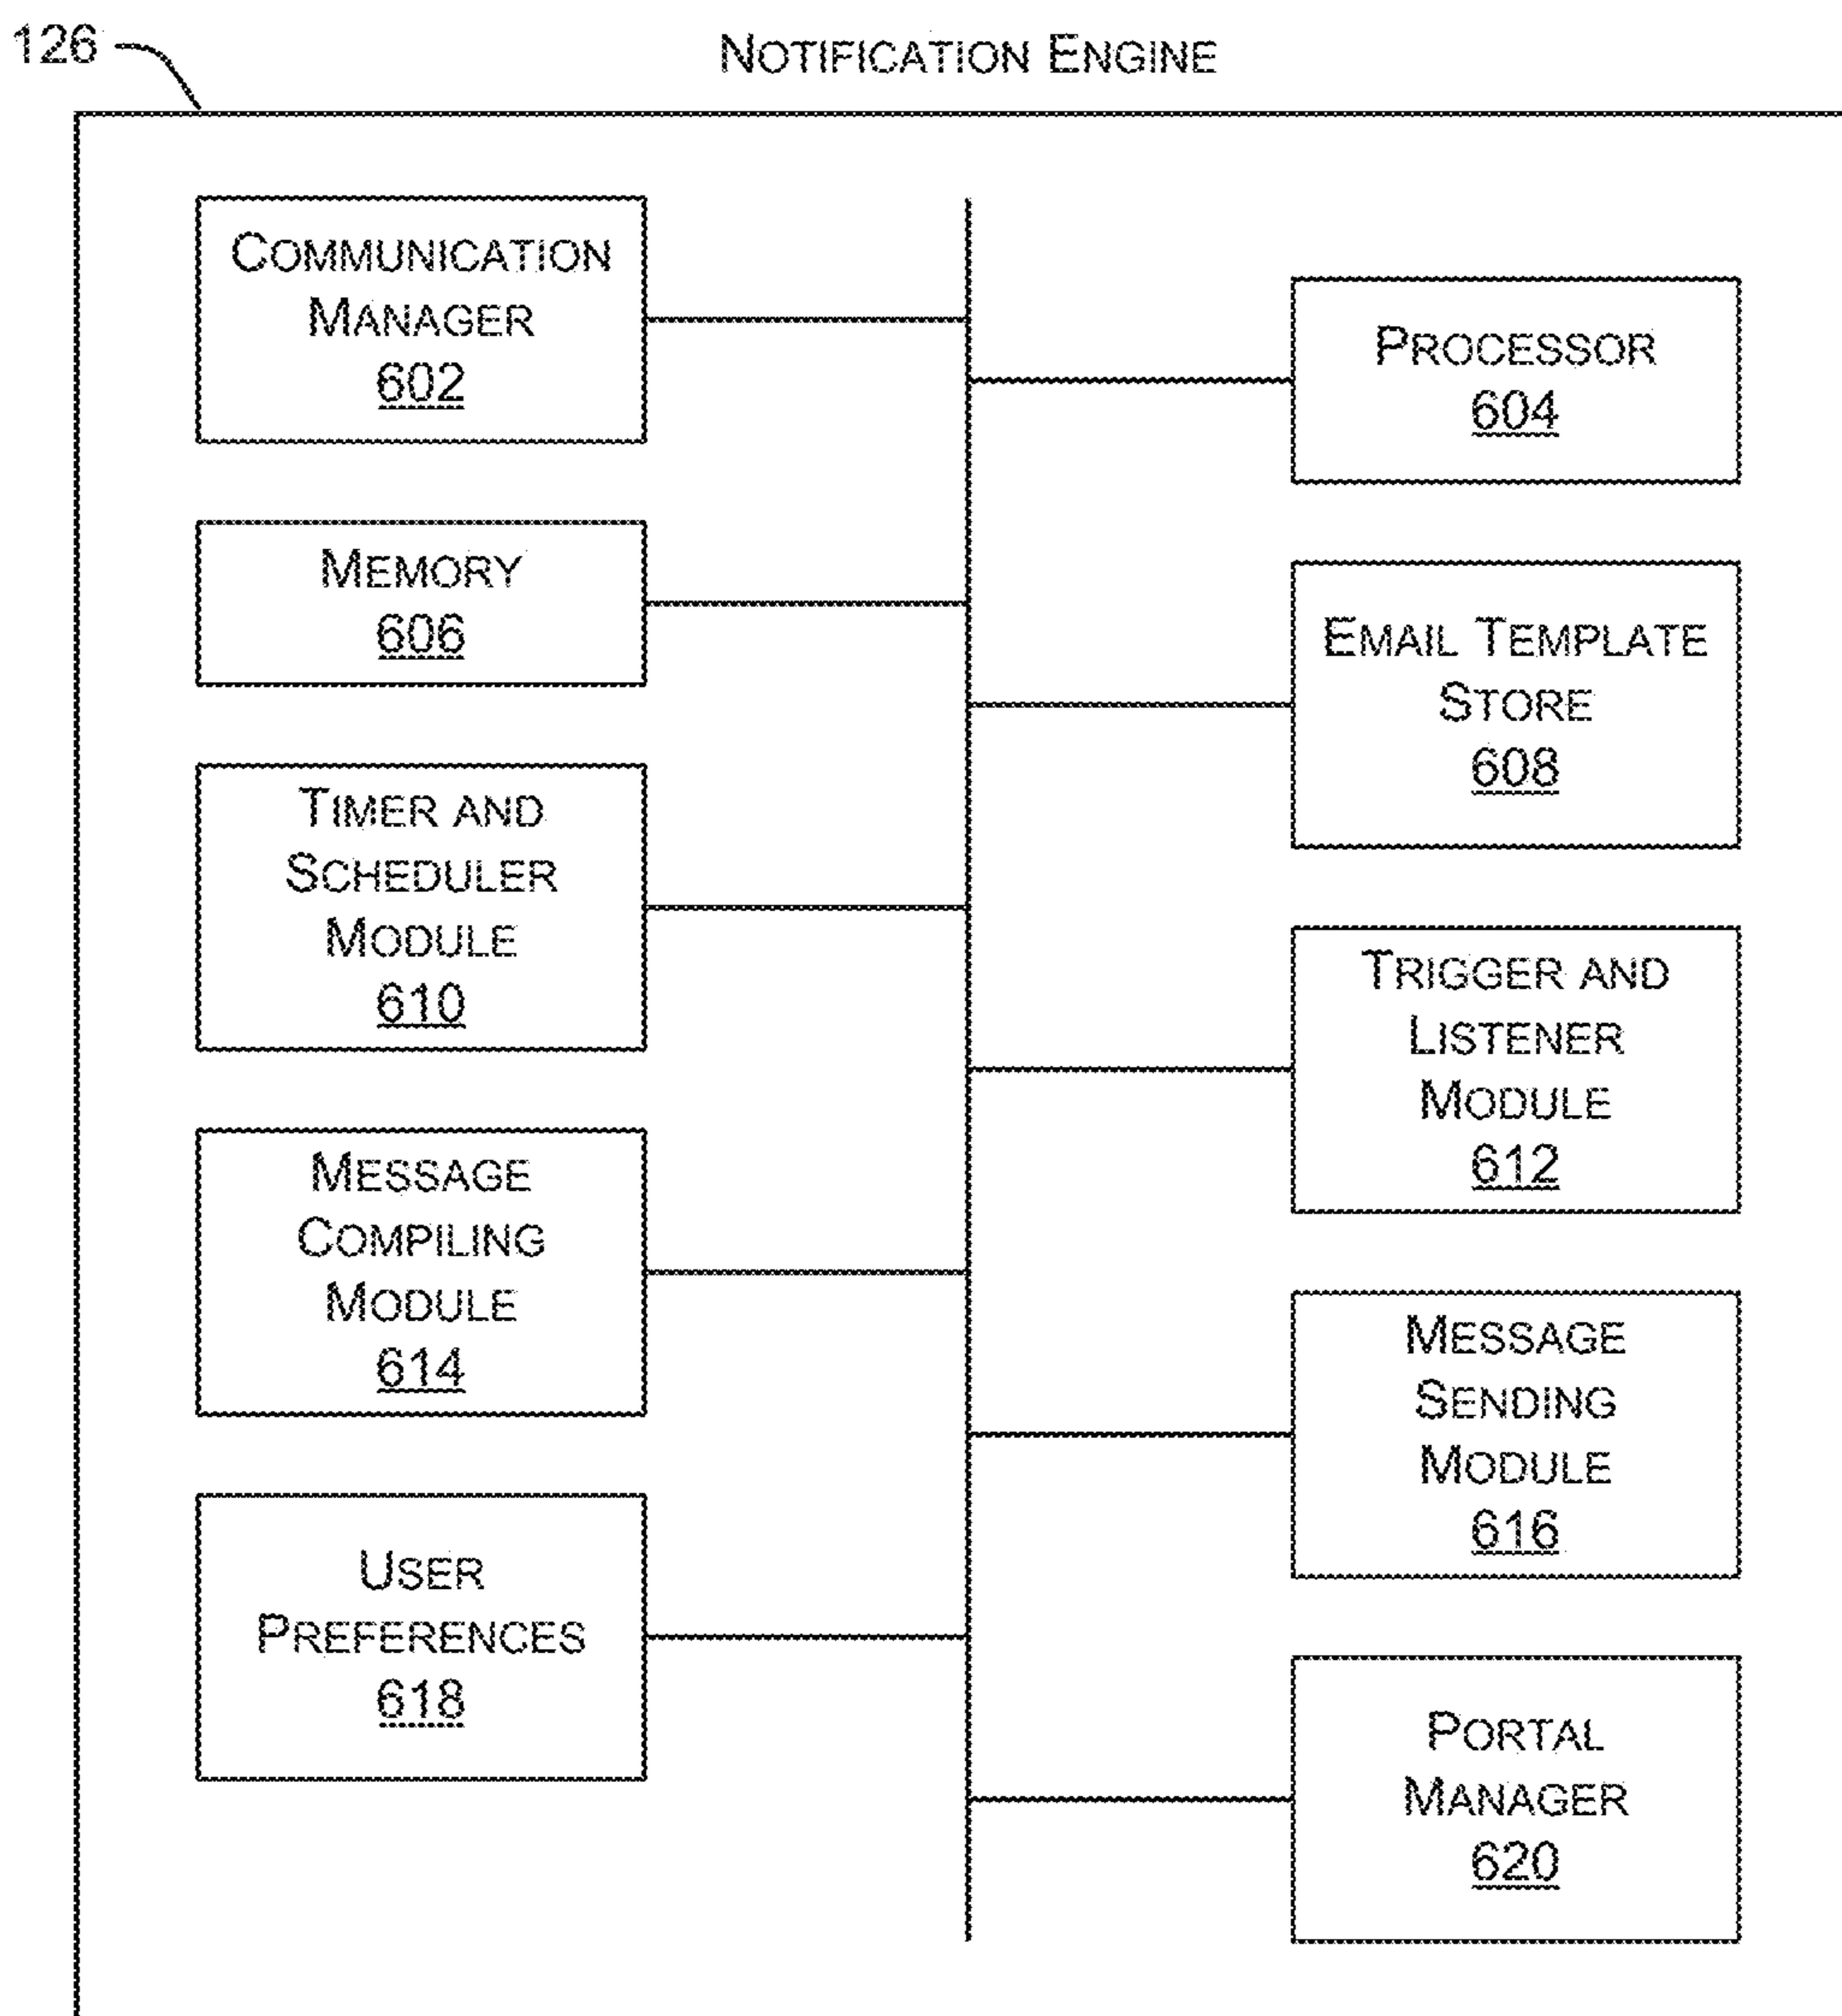 126
NOTIFICATION ENGINE
COMMUNICATION
MANAGER
602
PROCESSOR
604
MEMORY
606
EMAIL TEMPLATE
STORE
608
TIMER AND
SCHEDULER
MODULE
610
TRIGGER AND
LISTENER
MODULE
612
MESSAGE
COMPILING
MODULE
614
MESSAGE
SENDING
MODULE
616
USER
PREFERENCES
618
PORTAL
MANAGER
620